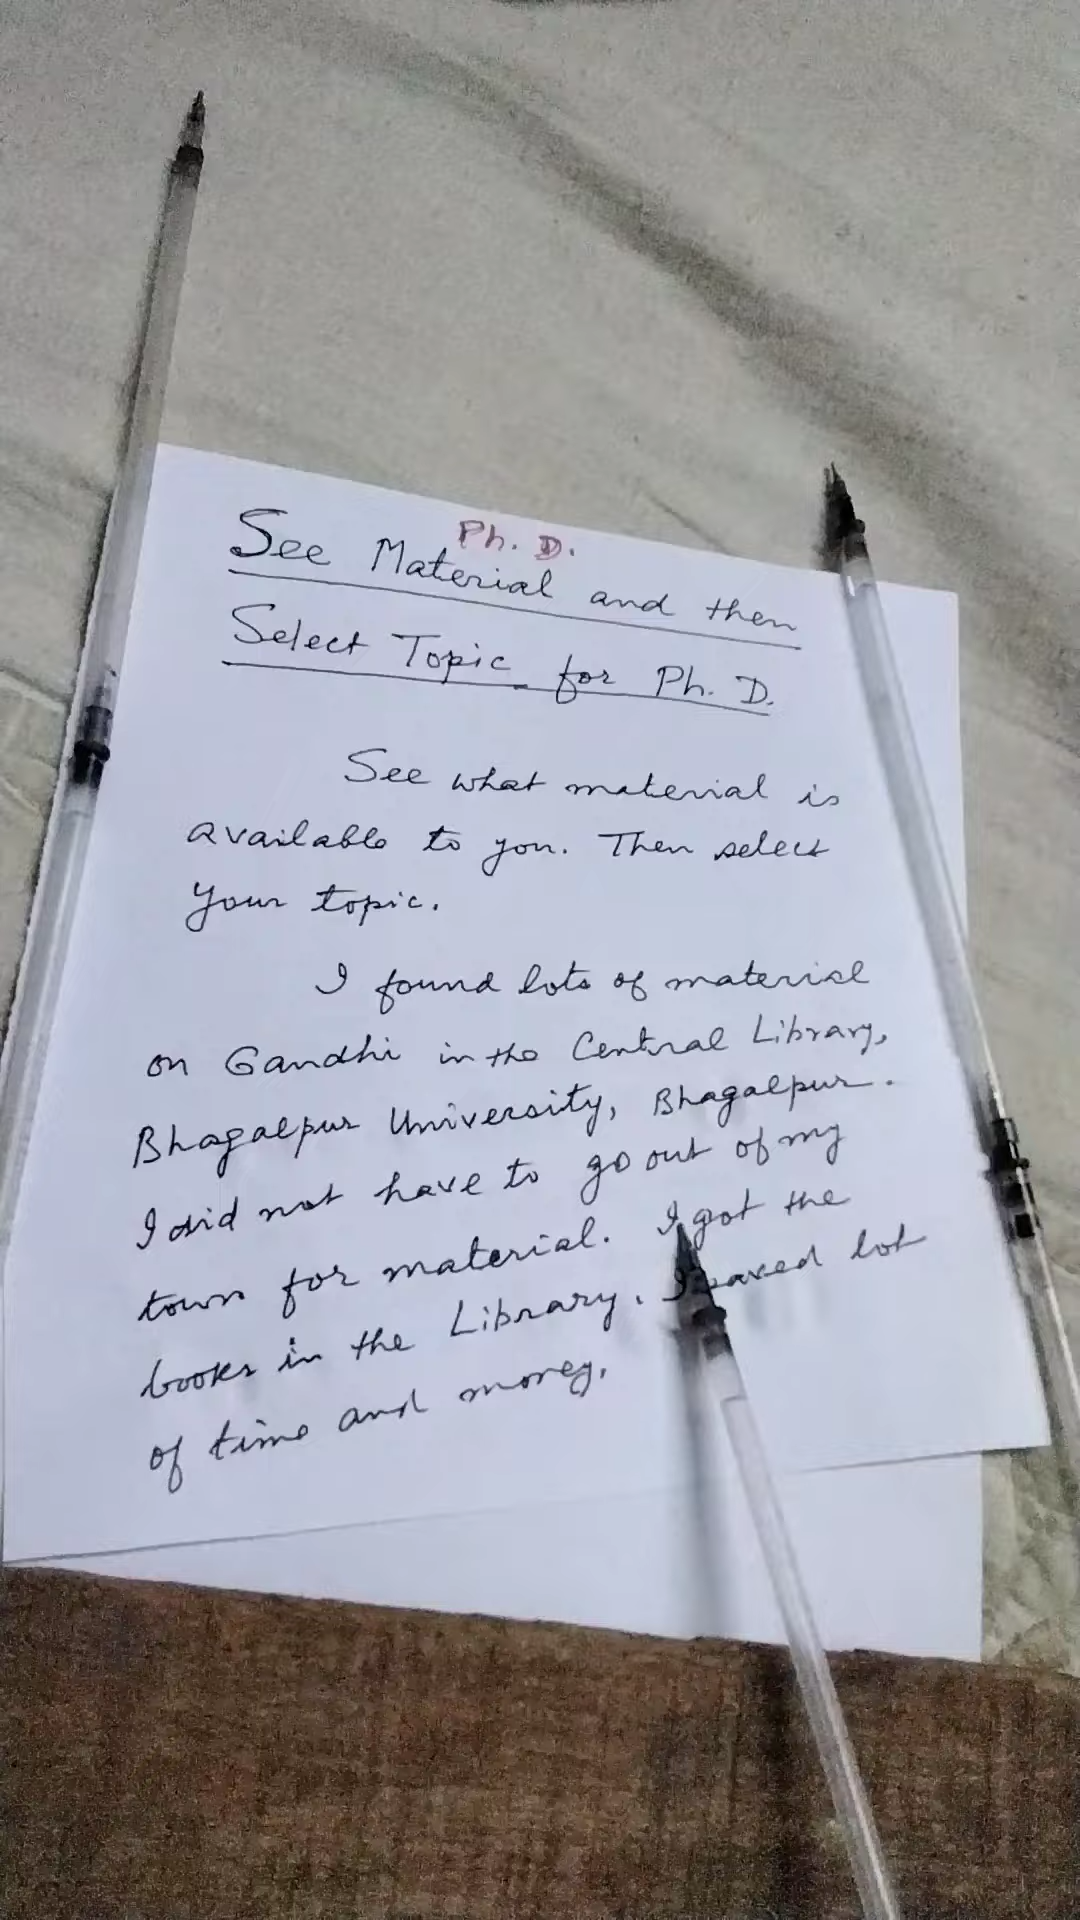 Ph. D.
See Material and then
Select Topic for Ph. D.
See what material is
available to you. Then select
your topic.
I found lots of material
on Gandhi in the Central Library,
Bhagalpur University, Bhagalpur.
I did not have to go out of my
town for material. I got the
books in the Library. I saved lot
of time and money.